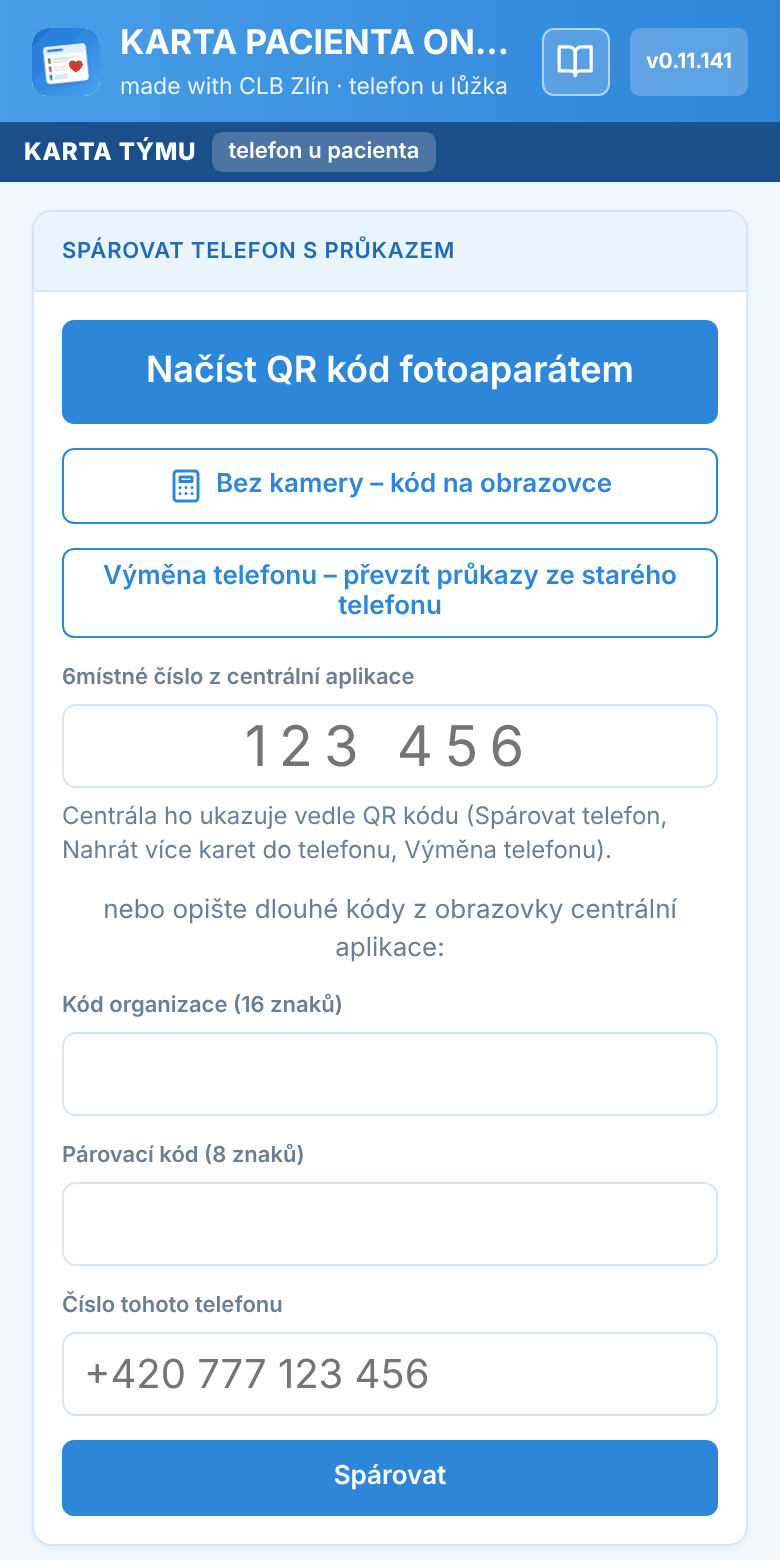 KARTA PACIENTA ON...
made with CLB Zlín · telefon u lůžka
v0.11.141
KARTA TÝMU
telefon u pacienta
SPÁROVAT TELEFON S PRŮKAZEM
Načíst QR kód fotoaparátem
Bez kamery – kód na obrazovce
Výměna telefonu – převzít průkazy ze starého
telefonu
6místné číslo z centrální aplikace
123 456
Centrála ho ukazuje vedle QR kódu (Spárovat telefon,
Nahrát více karet do telefonu, Výměna telefonu).
nebo opište dlouhé kódy z obrazovky centrální
aplikace:
Kód organizace (16 znaků)
Párovací kód (8 znaků)
Číslo tohoto telefonu
+420 777 123 456
Spárovat